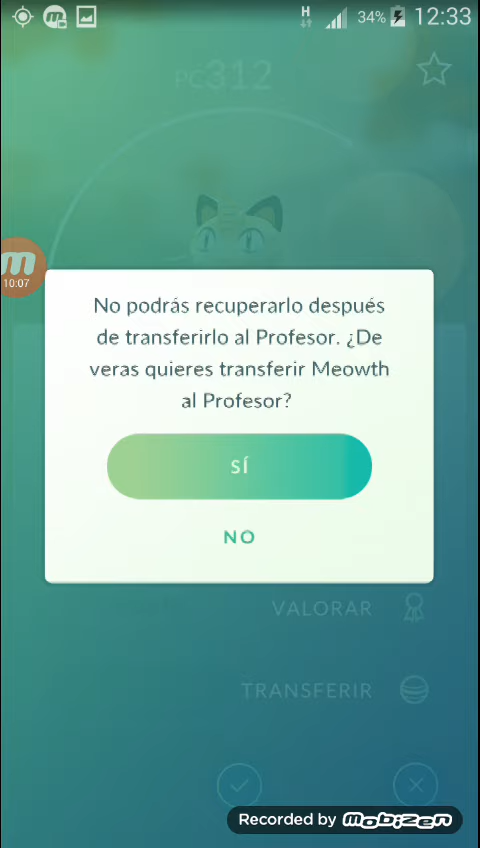 H 34% 12:33
PC312
m
10:07
No podrás recuperarlo después
de transferirlo al Profesor. ¿De
veras quieres transferir Meowth
al Profesor?
SÍ
NO
VALORAR
TRANSFERIR
Recorded by mobizen